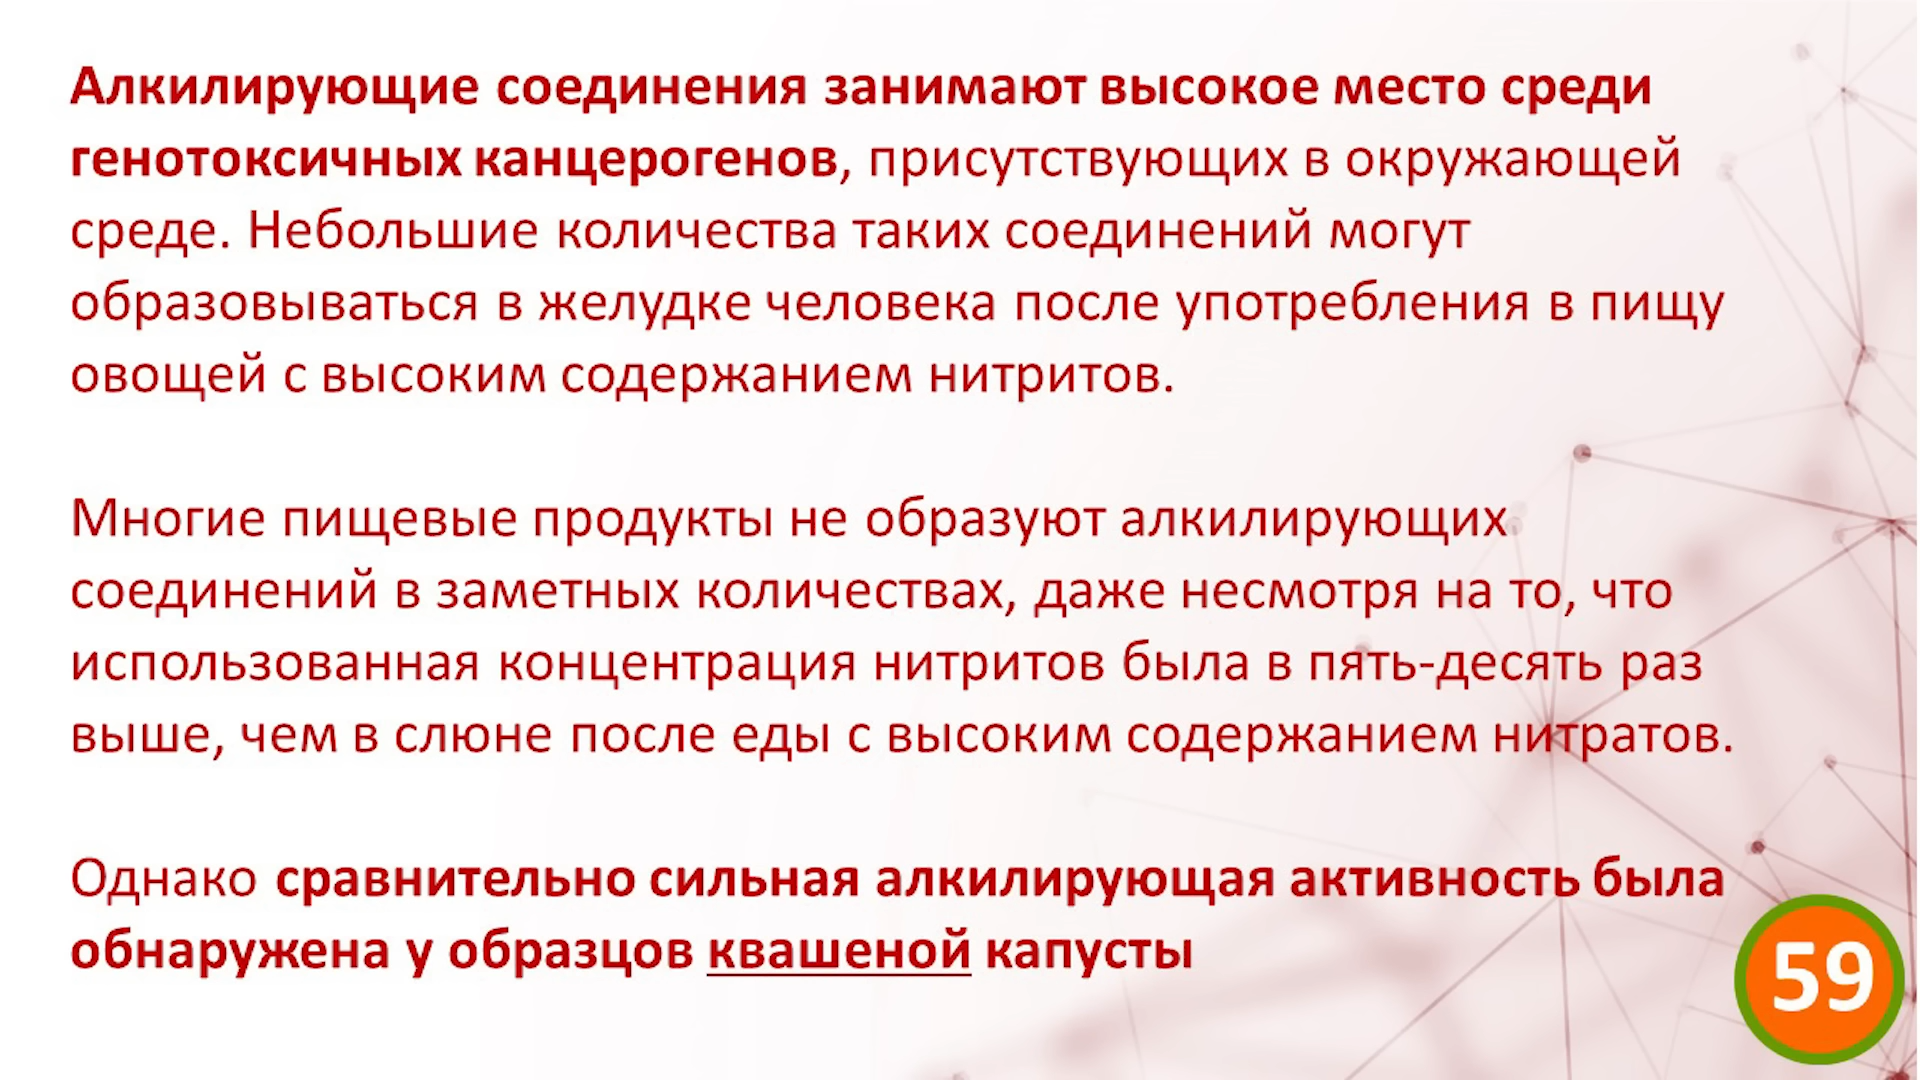 Алкилирующие соединения занимают высокое место среди
генотоксичных канцерогенов, присутствующих в окружающей
среде. Небольшие количества таких соединений могут
образовываться в желудке человека после употребления в пищу
овощей с высоким содержанием нитритов.
Многие пищевые продукты не образуют алкилирующих
соединений в заметных количествах, даже несмотря на то, что
использованная концентрация нитритов была в пять-десять раз
выше, чем в слюне после еды с высоким содержанием нитратов.
Однако сравнительно сильная алкилирующая активность была
обнаружена у образцов квашеной капусты
59